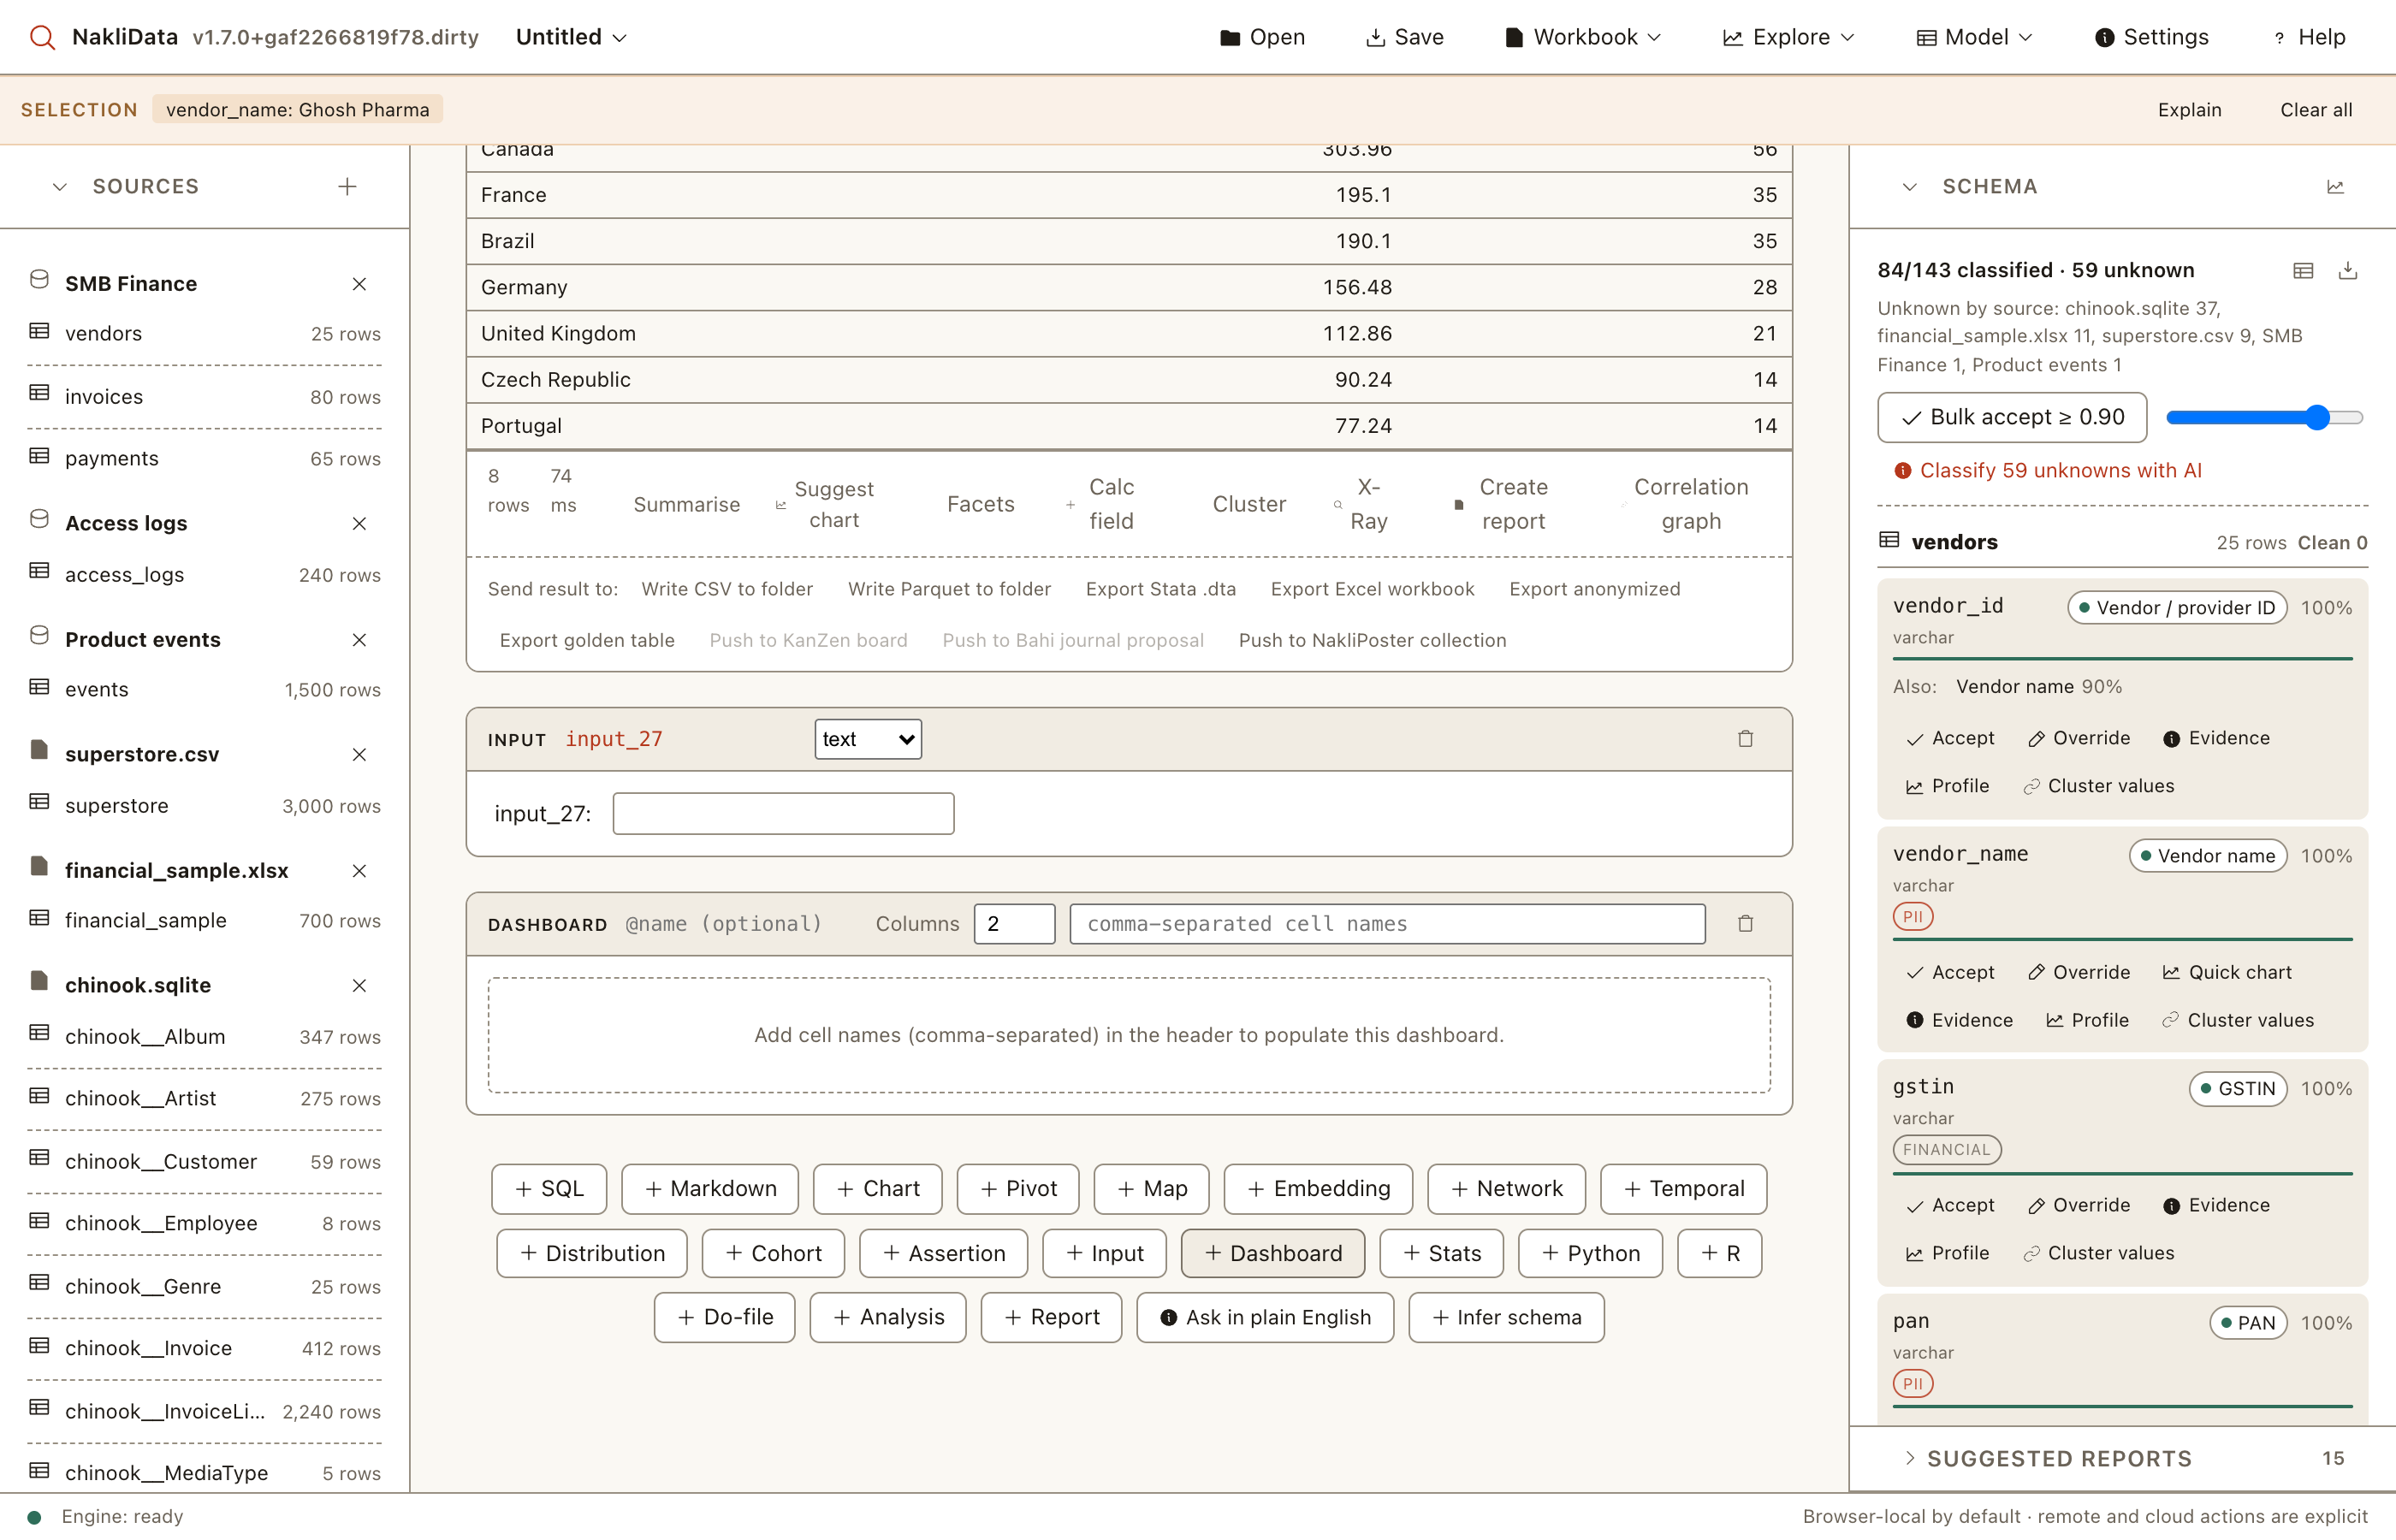 NakliData v1.7.0+gaf2266819f78.dirty Untitled Open Save Workbook Explore Model Settings ? Help
SELECTION vendor_name: Ghosh Pharma Explain Clear all
SOURCES
SMB Finance
vendors 25 rows
invoices 80 rows
payments 65 rows
Access logs
access_logs 240 rows
Product events
events 1,500 rows
superstore.csv
superstore 3,000 rows
financial_sample.xlsx
financial_sample 700 rows
chinook.sqlite
chinook__Album 347 rows
chinook__Artist 275 rows
chinook__Customer 59 rows
chinook__Employee 8 rows
chinook__Genre 25 rows
chinook__Invoice 412 rows
chinook__InvoiceLi... 2,240 rows
chinook__MediaType 5 rows
Canada 303.96 56
France 195.1 35
Brazil 190.1 35
Germany 156.48 28
United Kingdom 112.86 21
Czech Republic 90.24 14
Portugal 77.24 14
8 rows 74 ms Summarise Suggest chart Facets + Calc field Cluster X-Ray Create report Correlation graph
Send result to: Write CSV to folder Write Parquet to folder Export Stata .dta Export Excel workbook Export anonymized
Export golden table Push to KanZen board Push to Bahi journal proposal Push to NakliPoster collection
INPUT input_27 text
input_27:
DASHBOARD @name (optional) Columns 2 comma-separated cell names
Add cell names (comma-separated) in the header to populate this dashboard.
+ SQL + Markdown + Chart + Pivot + Map + Embedding + Network + Temporal
+ Distribution + Cohort + Assertion + Input + Dashboard + Stats + Python + R
+ Do-file + Analysis + Report Ask in plain English + Infer schema
SCHEMA
84/143 classified · 59 unknown
Unknown by source: chinook.sqlite 37,
financial_sample.xlsx 11, superstore.csv 9, SMB
Finance 1, Product events 1
Bulk accept ≥ 0.90
Classify 59 unknowns with AI
vendors 25 rows Clean 0
vendor_id Vendor / provider ID 100%
varchar
Also: Vendor name 90%
Accept Override Evidence
Profile Cluster values
vendor_name Vendor name 100%
varchar
PII
Accept Override Quick chart
Evidence Profile Cluster values
gstin GSTIN 100%
varchar
FINANCIAL
Accept Override Evidence
Profile Cluster values
pan PAN 100%
varchar
PII
SUGGESTED REPORTS 15
Engine: ready Browser-local by default · remote and cloud actions are explicit